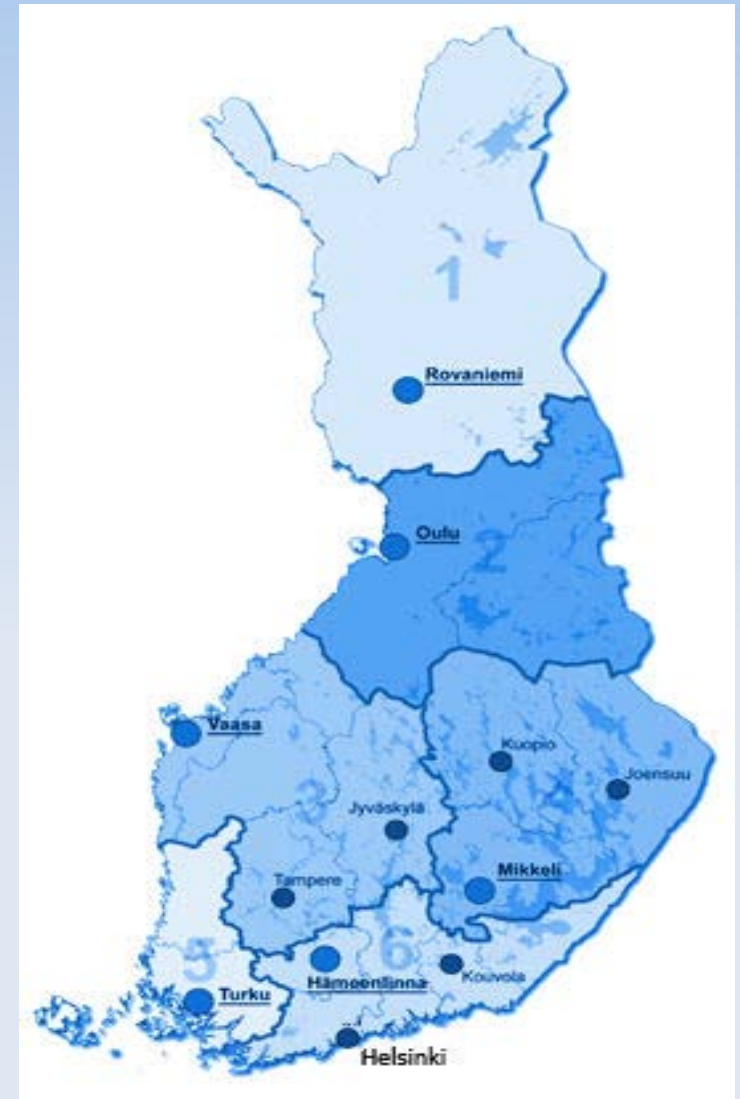 1
Rovaniemi
Oulu
2
Vaasa
Kuopio
Joensuu
3
4
Jyväskylä
Mikkeli
Tampere
6
5
Hämeenlinna
Kouvola
Turku
Helsinki